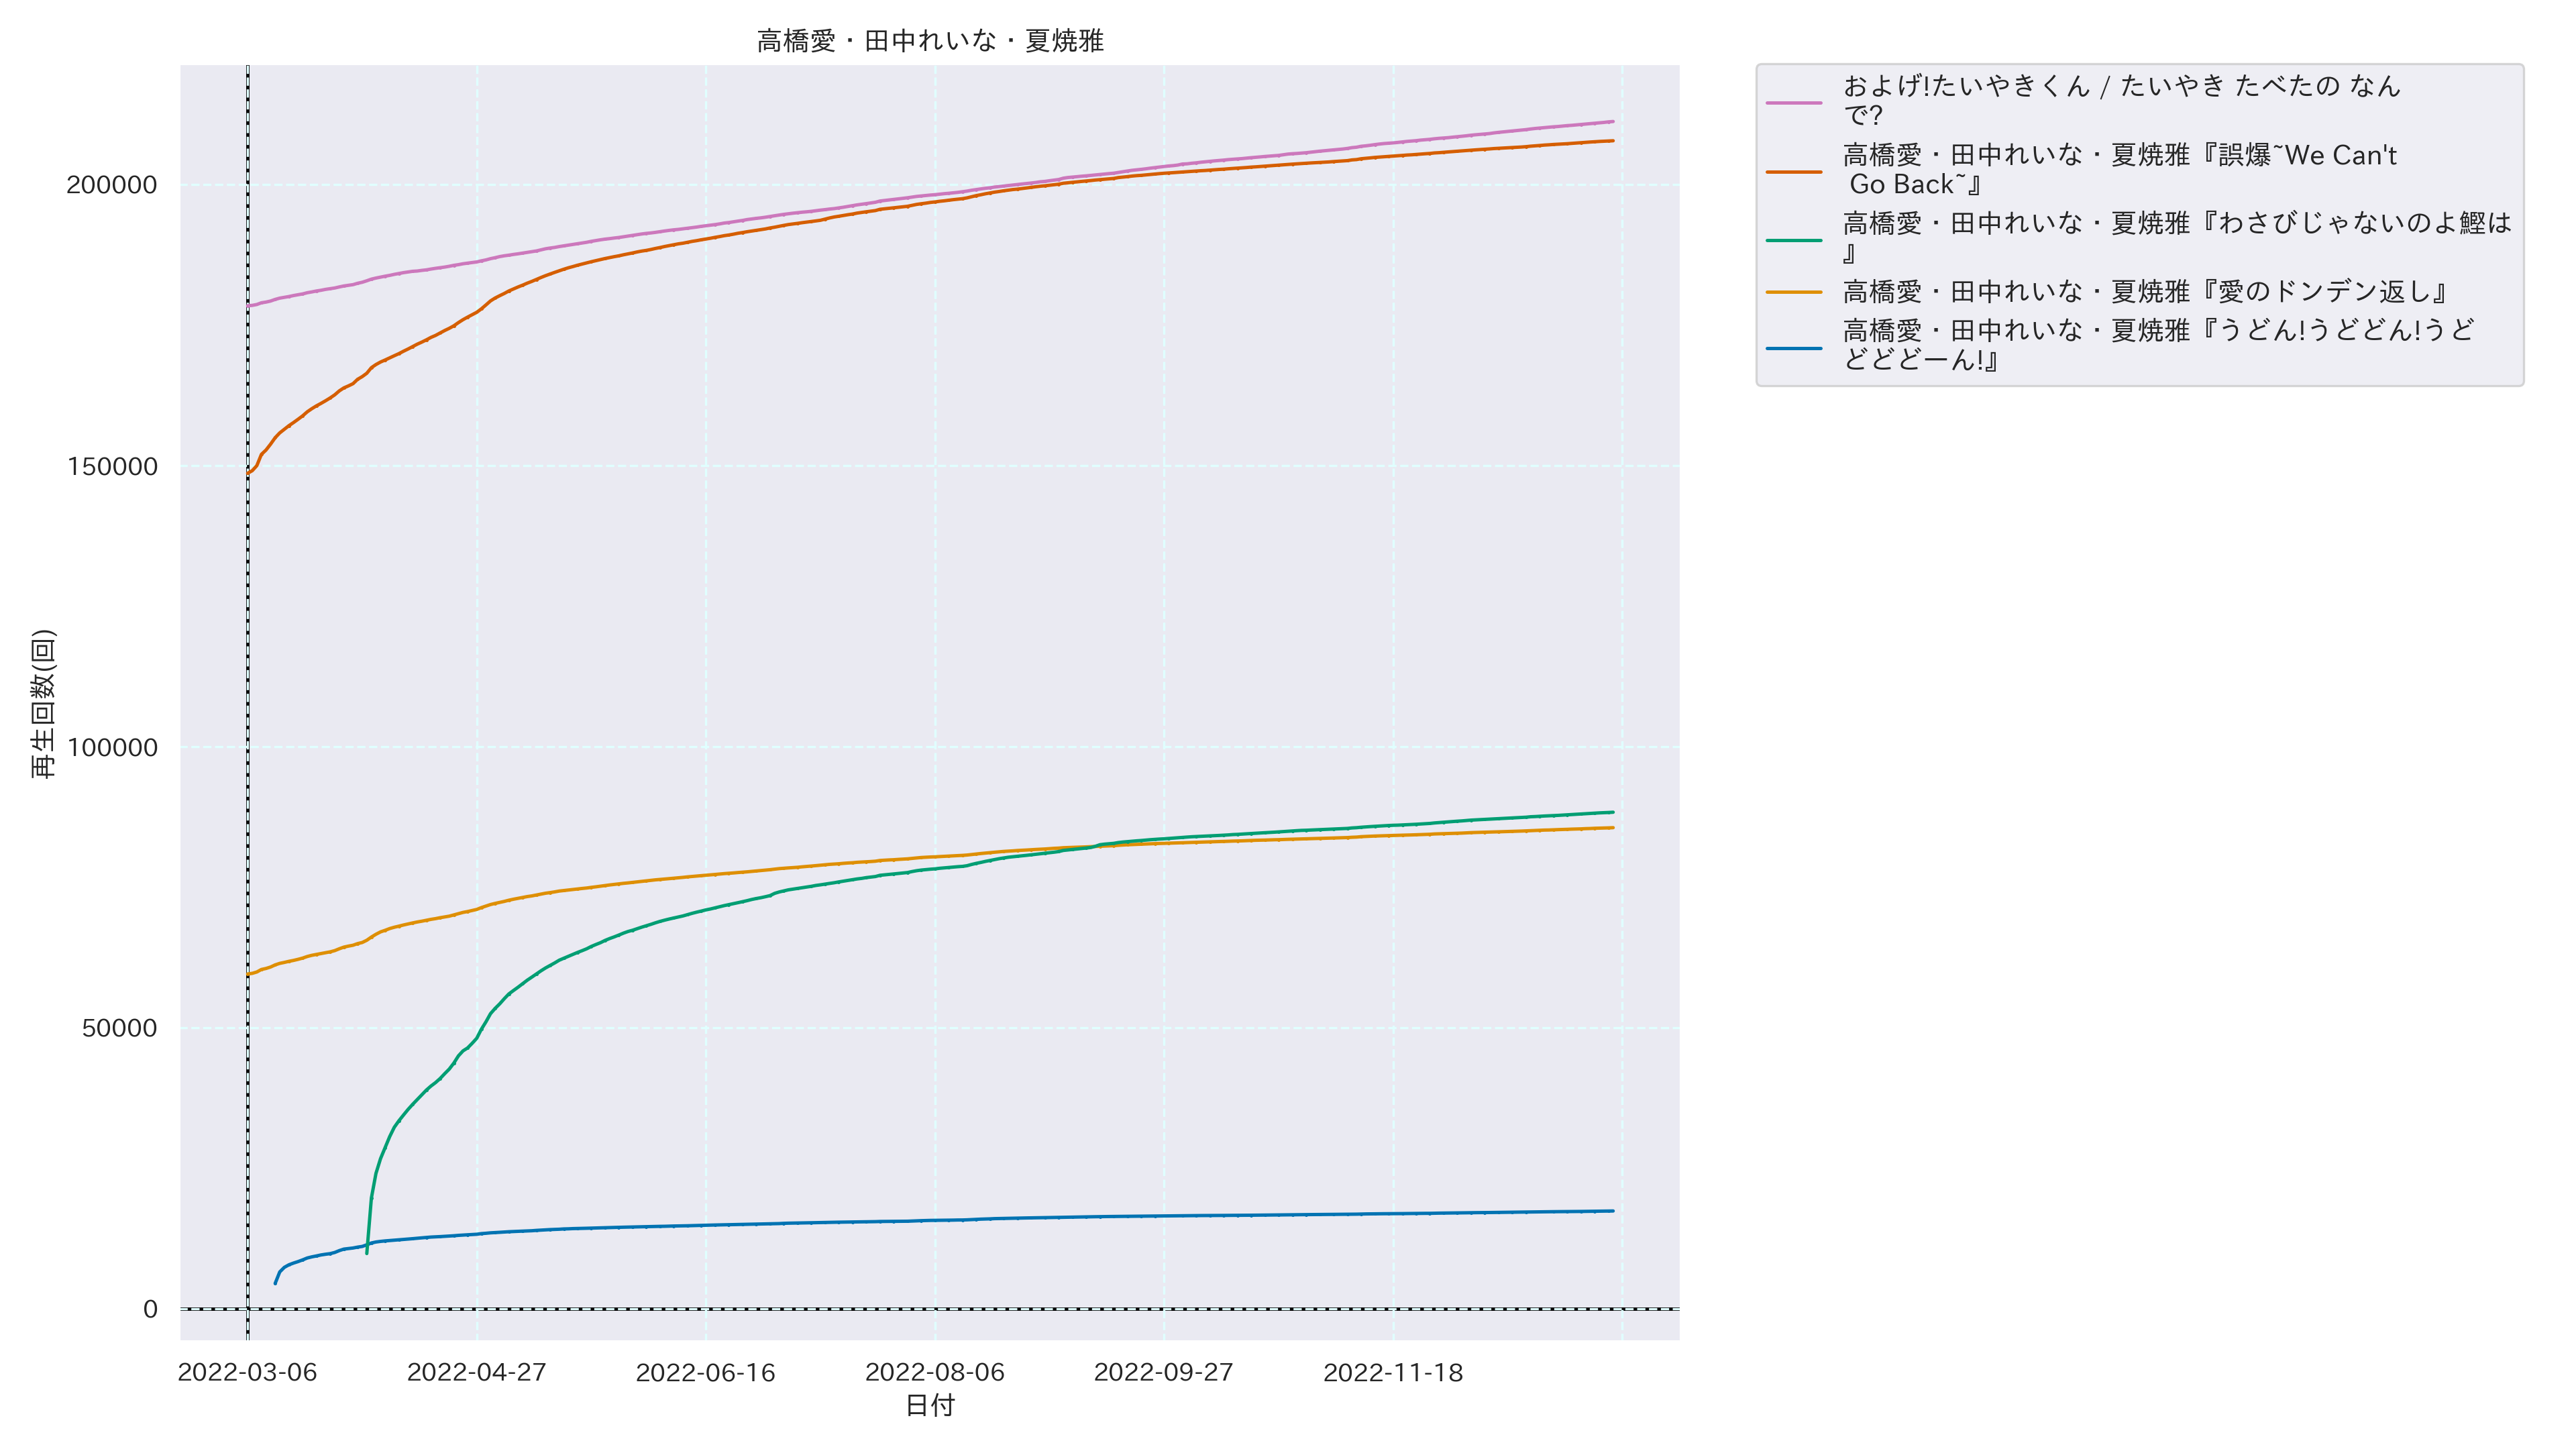 高橋愛・田中れいな・夏焼雅
およげ!たいやきくん / たいやき たべたの なん
で?
高橋愛・田中れいな・夏焼雅『誤爆~We Can't
Go Back~』
高橋愛・田中れいな・夏焼雅『わさびじゃないのよ鰹は
』
高橋愛・田中れいな・夏焼雅『愛のドンデン返し』
高橋愛・田中れいな・夏焼雅『うどん!うどどん!うど
どどどーん!』
再生回数(回)
200000
150000
100000
50000
0
2022-03-06
2022-04-27
2022-06-16
2022-08-06
2022-09-27
2022-11-18
日付